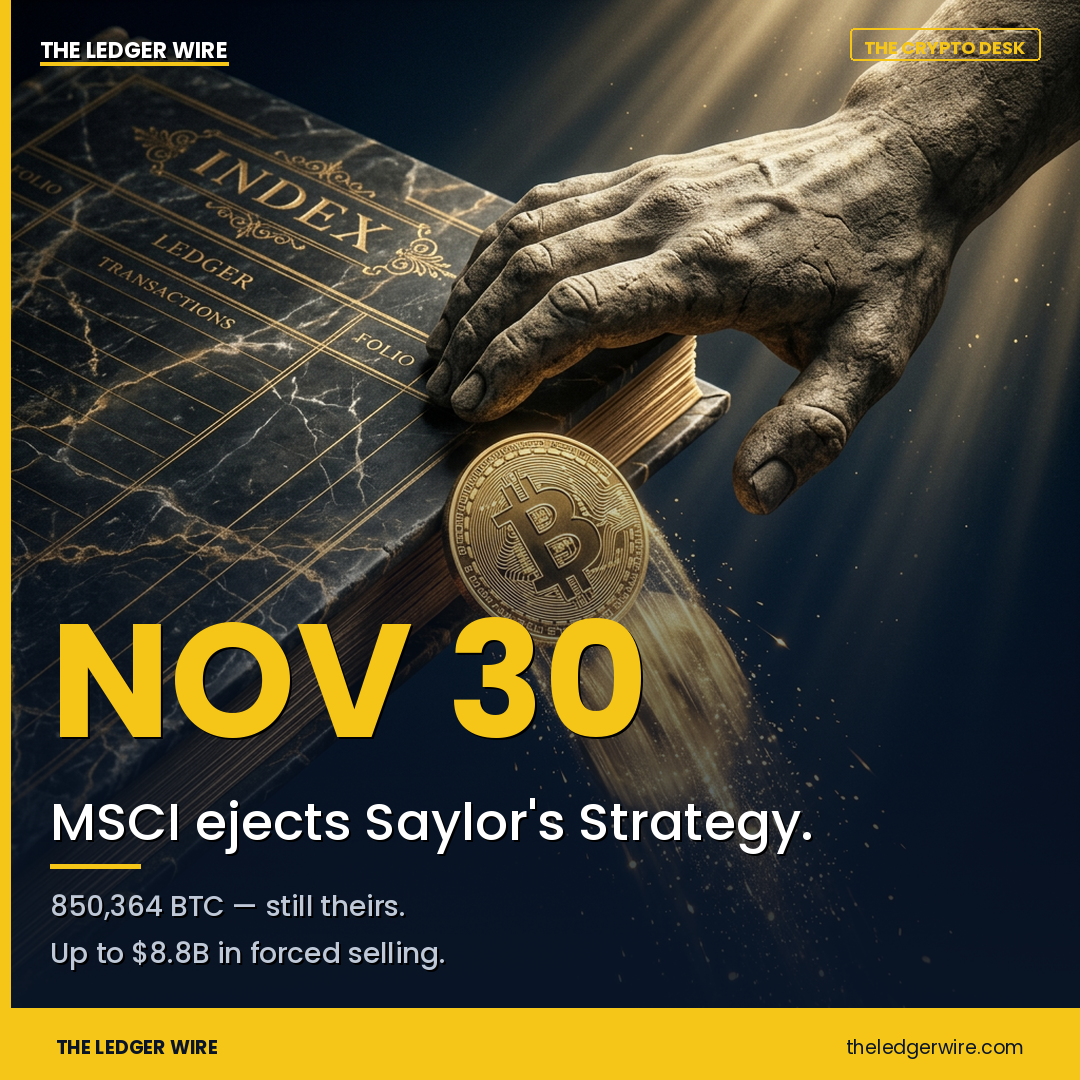 THE LEDGER WIRE
THE CRYPTO DESK
INDEX
FOLIO
LEDGER
TRANSACTIONS
FOLIO
NOV 30
MSCI ejects Saylor's Strategy.
850,364 BTC — still theirs.
Up to $8.8B in forced selling.
THE LEDGER WIRE
theledgerwire.com